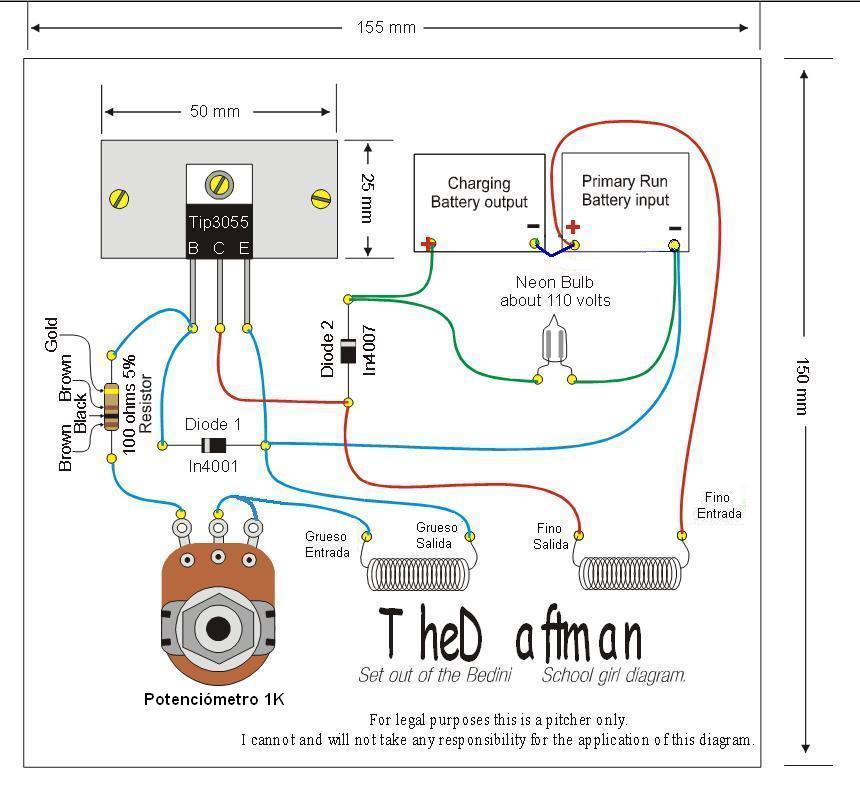 155 mm
50 mm
25 mm
Tip3055
B C E
Charging
Battery output
-
+
Primary Run
Battery input
+
-
Neon Bulb
about 110 volts
Diode 2
In4007
Gold
Brown
Black
Brown
100 ohms 5%
Resistor
Diode 1
In4001
150 mm
Fino
Entrada
Grueso
Entrada
Grueso
Salida
Fino
Salida
Potenciómetro 1K
TheD aftman
Set out of the Bedini School girl diagram.
For legal purposes this is a pitcher only.
I cannot and will not take any responsibility for the application of this diagram.